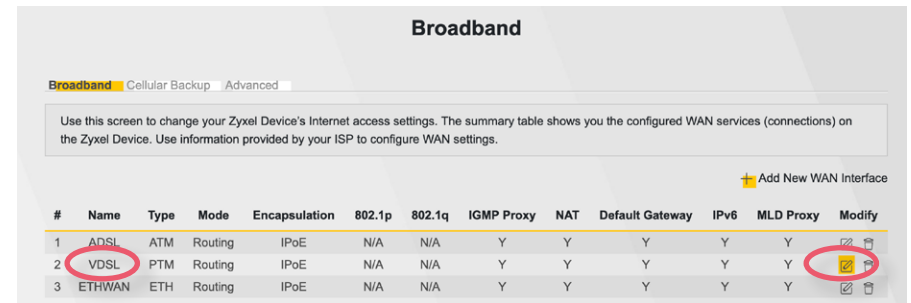 Broadband
Broadband Cellular Backup Advanced
Use this screen to change your Zyxel Device's Internet access settings. The summary table shows you the configured WAN services (connections) on
the Zyxel Device. Use information provided by your ISP to configure WAN settings.
+ Add New WAN Interface
# Name Type Mode Encapsulation 802.1p 802.1q IGMP Proxy NAT Default Gateway IPv6 MLD Proxy Modify
1 ADSL ATM Routing IPoE N/A N/A Y Y Y Y Y
2 VDSL PTM Routing IPoE N/A N/A Y Y Y Y Y
3 ETHWAN ETH Routing IPoE N/A N/A Y Y Y Y Y